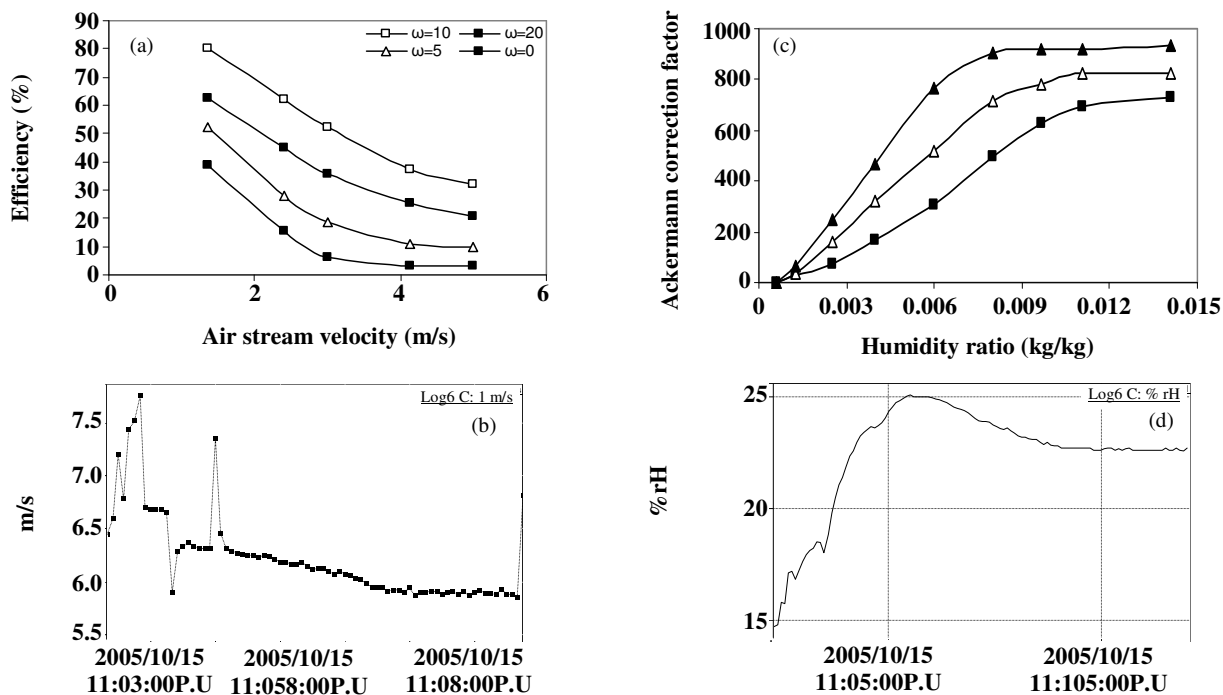 90
80
70
60
50
40
30
20
10
0
Efficiency (%)
(a)
ω=10 ω=20
ω=5 ω=0
0 2 4 6
Air stream velocity (m/s)
1000
800
600
400
200
0
Ackermann correction factor
(c)
0 0.003 0.006 0.009 0.012 0.015
Humidity ratio (kg/kg)
7.5
7.0
6.5
6.0
5.5
m/s
Log6 C: 1 m/s
(b)
2005/10/15 2005/10/15 2005/10/15
11:03:00P.U 11:058:00P.U 11:08:00P.U
25
20
15
%rH
Log6 C: % rH
(d)
2005/10/15 2005/10/15
11:05:00P.U 11:105:00P.U